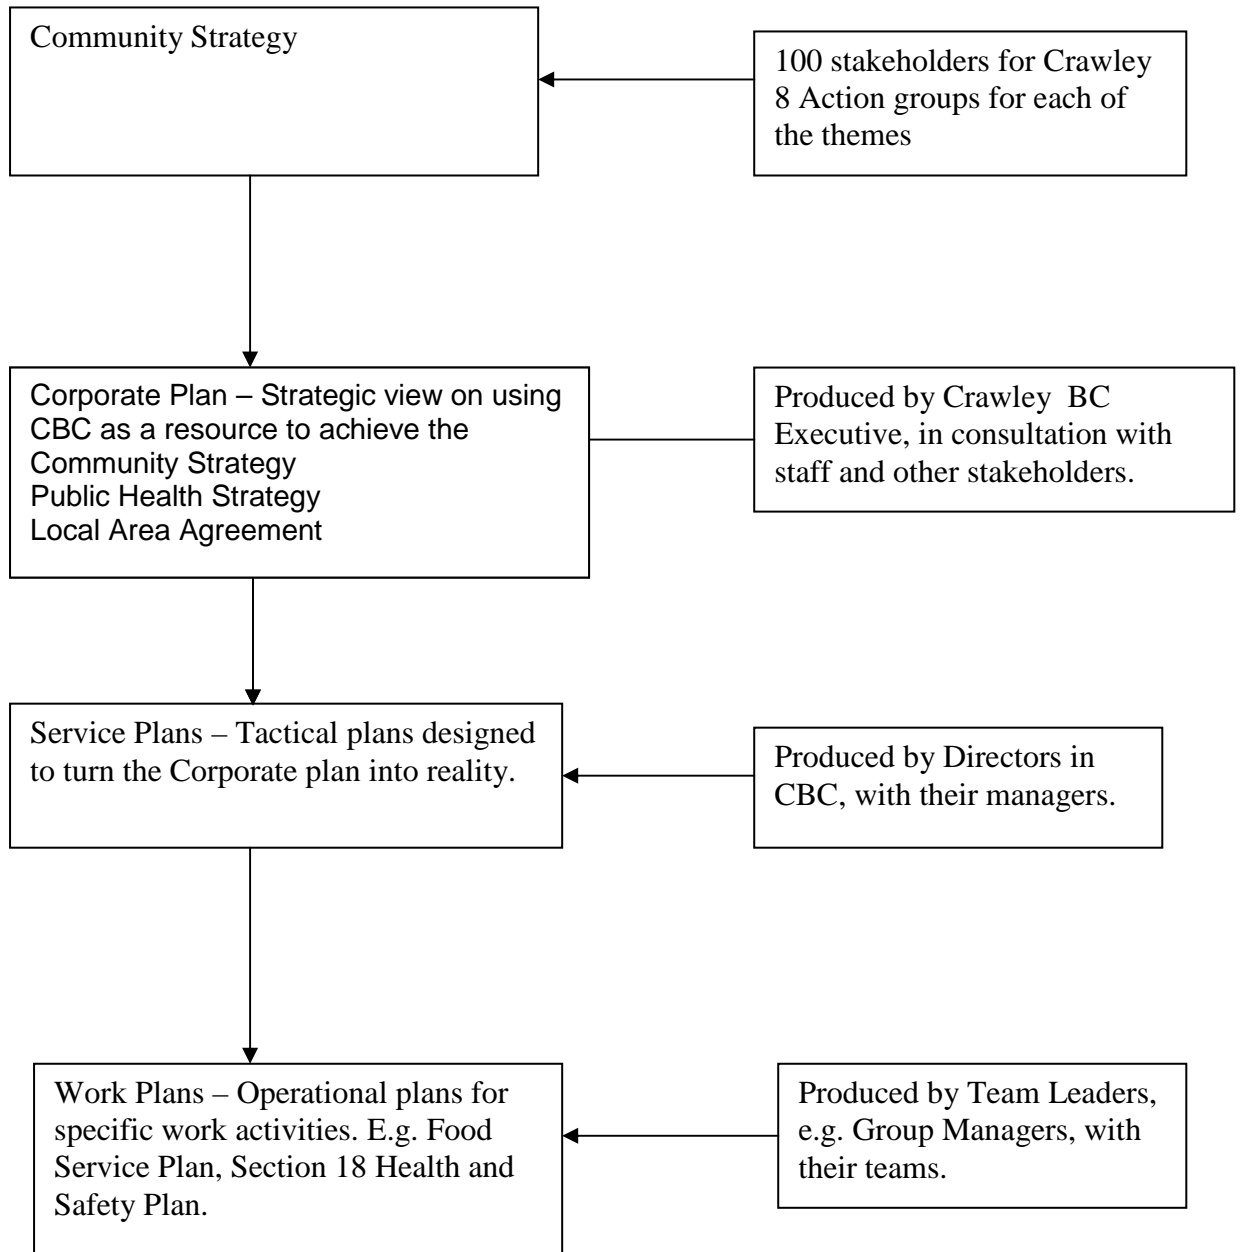 Community Strategy
100 stakeholders for Crawley
8 Action groups for each of
the themes
Corporate Plan – Strategic view on using
CBC as a resource to achieve the
Community Strategy
Public Health Strategy
Local Area Agreement
Produced by Crawley  BC
Executive, in consultation with
staff and other stakeholders.
Service Plans – Tactical plans designed
to turn the Corporate plan into reality.
Produced by Directors in
CBC, with their managers.
Work Plans – Operational plans for
specific work activities. E.g. Food
Service Plan, Section 18 Health and
Safety Plan.
Produced by Team Leaders,
e.g. Group Managers, with
their teams.